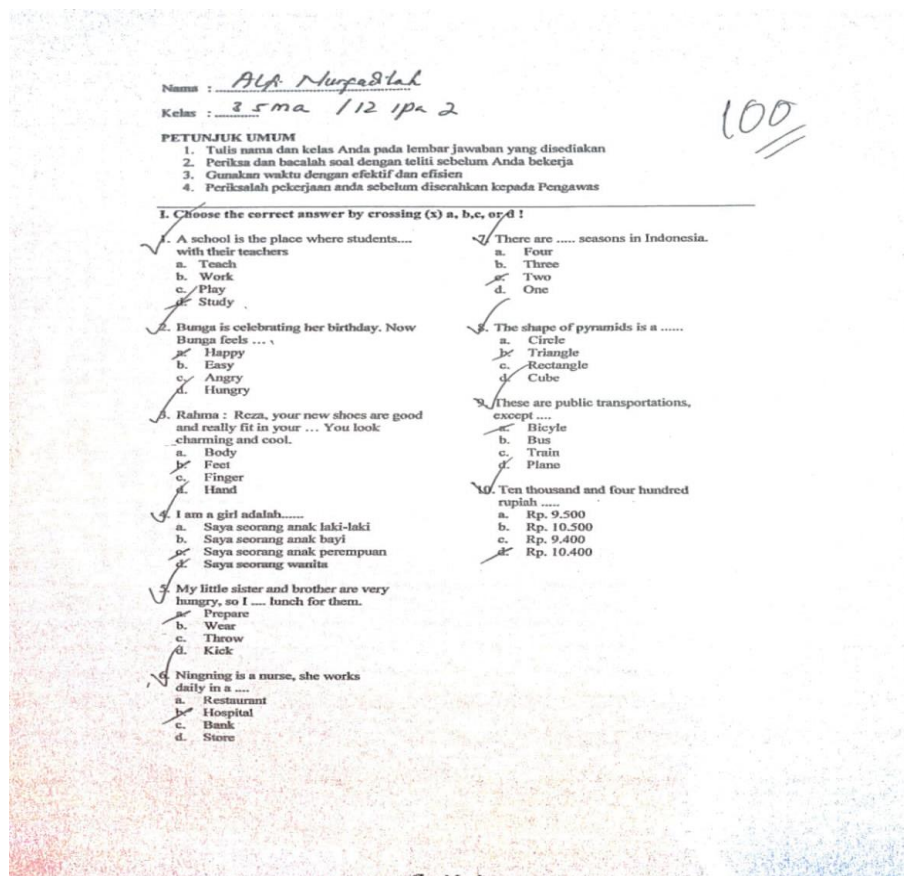 Nama : Alfi Nurfadilah
Kelas : 3 sma / 12 ipa 2
100
PETUNJUK UMUM
1. Tulis nama dan kelas Anda pada lembar jawaban yang disediakan
2. Periksa dan bacalah soal dengan teliti sebelum Anda bekerja
3. Gunakan waktu dengan efektif dan efisien
4. Periksalah pekerjaan anda sebelum diserahkan kepada Pengawas
I. Choose the correct answer by crossing (x) a, b,c, or d !
1. A school is the place where students....
with their teachers
a. Teach
b. Work
c. Play
d. Study
2. Bunga is celebrating her birthday. Now
Bunga feels ....
a. Happy
b. Easy
c. Angry
d. Hungry
3. Rahma : Reza, your new shoes are good
and really fit in your ... You look
charming and cool.
a. Body
b. Feet
c. Finger
d. Hand
4. I am a girl adalah......
a. Saya seorang anak laki-laki
b. Saya seorang anak bayi
c. Saya seorang anak perempuan
d. Saya seorang wanita
5. My little sister and brother are very
hungry, so I .... lunch for them.
a. Prepare
b. Wear
c. Throw
d. Kick
6. Ningning is a nurse, she works
daily in a ....
a. Restaurant
b. Hospital
c. Bank
d. Store
7. There are ..... seasons in Indonesia.
a. Four
b. Three
c. Two
d. One
8. The shape of pyramids is a ......
a. Circle
b. Triangle
c. Rectangle
d. Cube
9. These are public transportations,
except ....
a. Bicyle
b. Bus
c. Train
d. Plane
10. Ten thousand and four hundred
rupiah .....
a. Rp. 9.500
b. Rp. 10.500
c. Rp. 9.400
d. Rp. 10.400